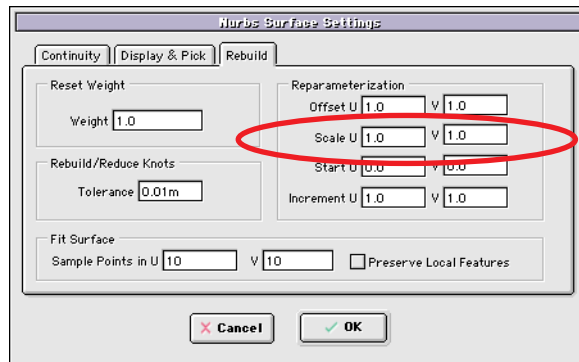 Nurbs Surface Settings
Continuity Display & Pick Rebuild
Reset Weight
Weight 1.0
Rebuild/Reduce Knots
Tolerance 0.01m
Reparameterization
Offset U 1.0 V 1.0
Scale U 1.0 V 1.0
Start U 0.0 V 0.0
Increment U 1.0 V 1.0
Fit Surface
Sample Points in U 10 V 10 Preserve Local Features
Cancel OK